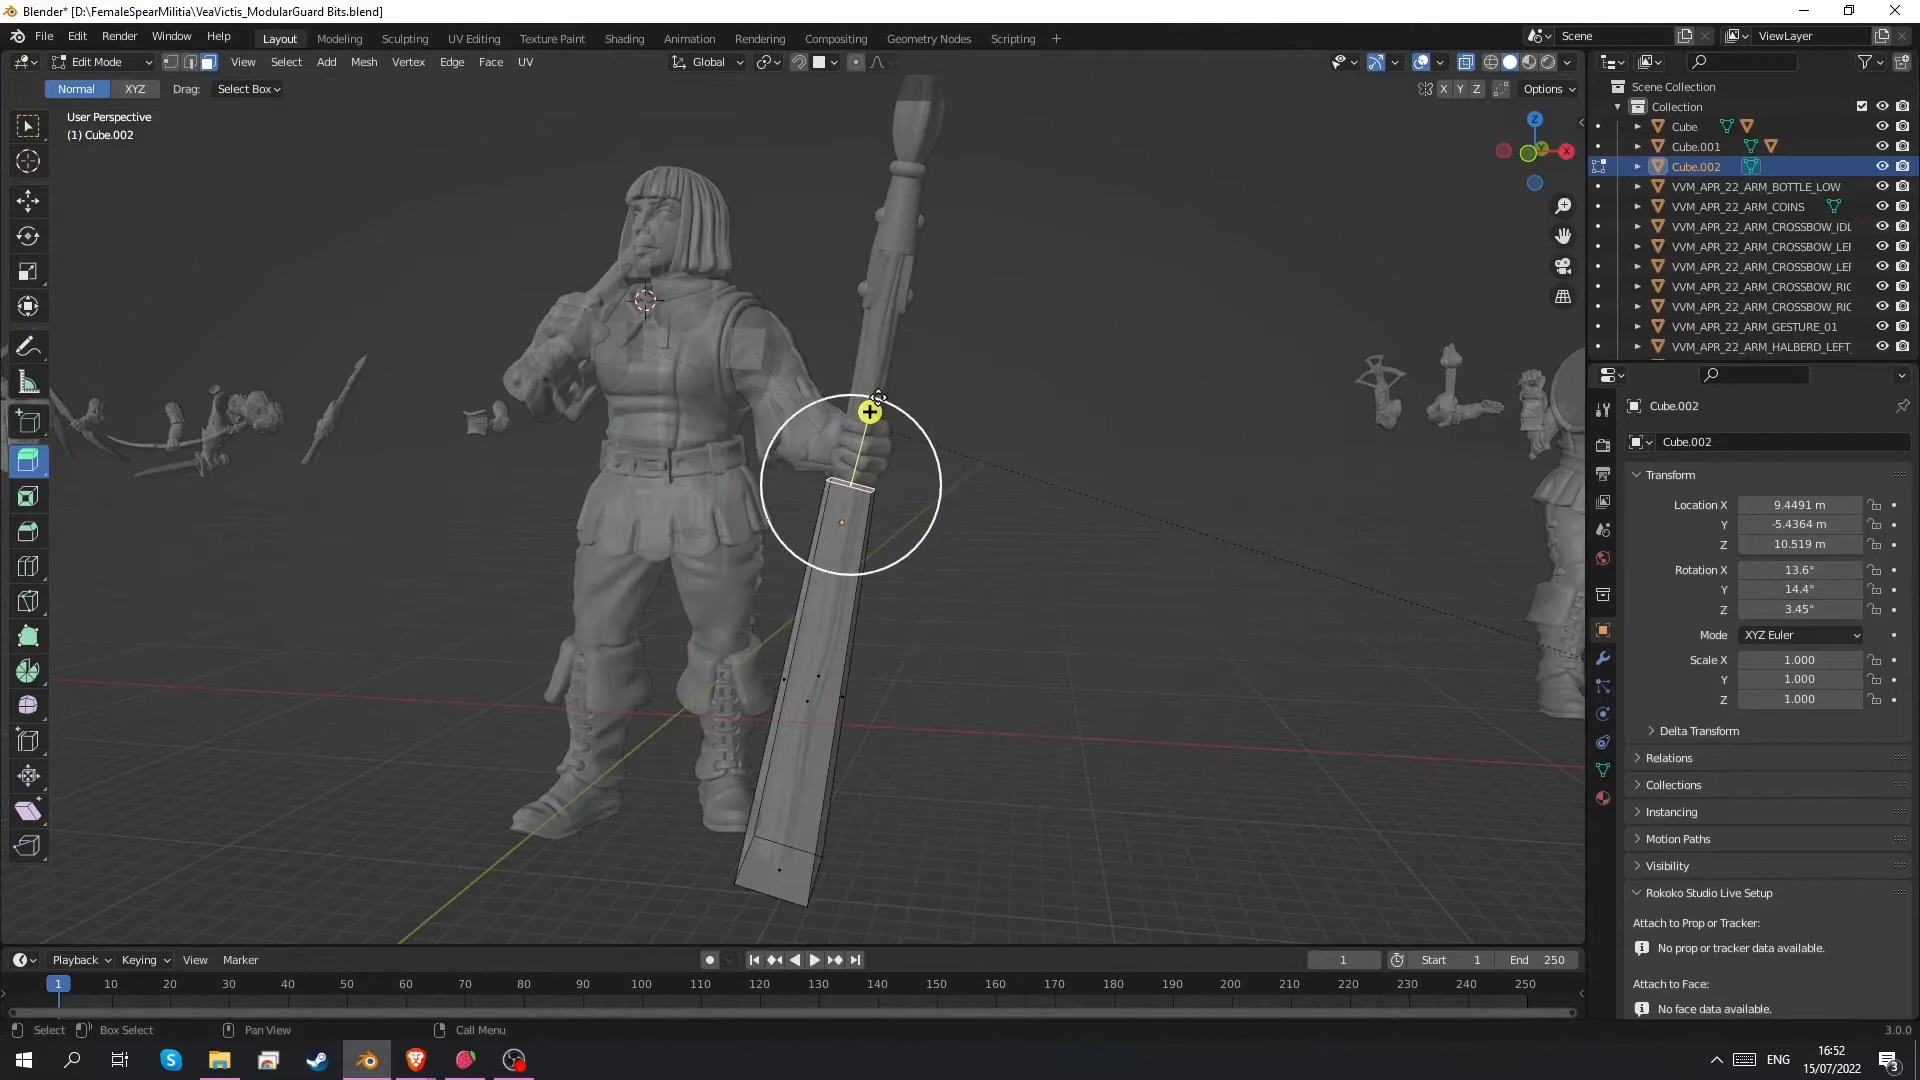 Blender* [D:\FemaleSpearMilitia\VeaVictis_ModularGuard Bits.blend]
File Edit Render Window Help Layout Modeling Sculpting UV Editing Texture Paint Shading Animation Rendering Compositing Geometry Nodes Scripting + Scene ViewLayer
Edit Mode View Select Add Mesh Vertex Edge Face UV Global
Normal XYZ Drag: Select Box X Y Z Options
User Perspective
(1) Cube.002
Z
X
Y
Scene Collection
Collection
Cube
Cube.001
Cube.002
VVM_APR_22_ARM_BOTTLE_LOW
VVM_APR_22_ARM_COINS
VVM_APR_22_ARM_CROSSBOW_IDL
VVM_APR_22_ARM_CROSSBOW_LEF
VVM_APR_22_ARM_CROSSBOW_LEF
VVM_APR_22_ARM_CROSSBOW_RIG
VVM_APR_22_ARM_CROSSBOW_RIG
VVM_APR_22_ARM_GESTURE_01
VVM_APR_22_ARM_HALBERD_LEFT_
Cube.002
Cube.002
Transform
Location X 9.4491 m
Y -5.4364 m
Z 10.519 m
Rotation X 13.6°
Y 14.4°
Z 3.45°
Mode XYZ Euler
Scale X 1.000
Y 1.000
Z 1.000
Delta Transform
Relations
Collections
Instancing
Motion Paths
Visibility
Rokoko Studio Live Setup
Attach to Prop or Tracker:
No prop or tracker data available.
Attach to Face:
No face data available.
Playback Keying View Marker 1 Start 1 End 250
1 10 20 30 40 50 60 70 80 90 100 110 120 130 140 150 160 170 180 190 200 210 220 230 240 250
Select Box Select Pan View Call Menu 3.0.0
ENG 16:52
15/07/2022 3